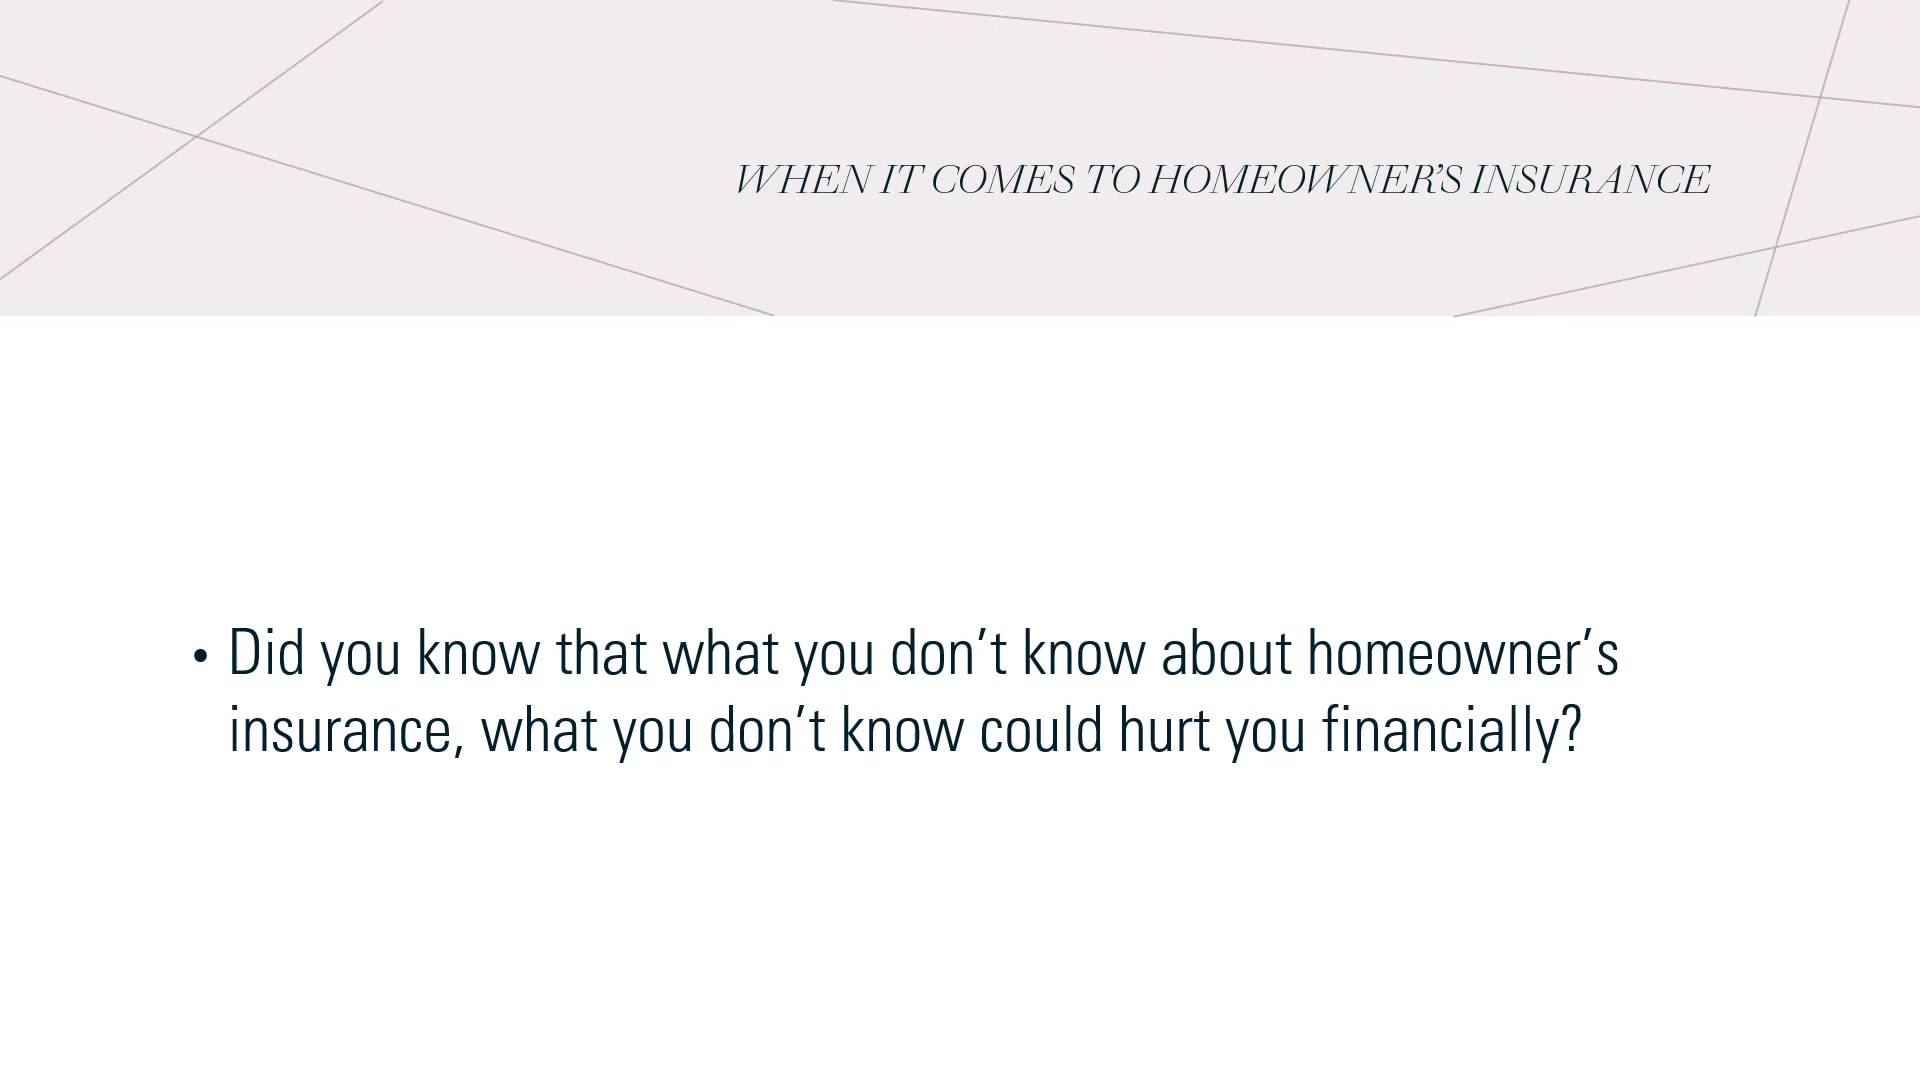 WHEN IT COMES TO HOMEOWNER’S INSURANCE
• Did you know that what you don’t know about homeowner’s
insurance, what you don’t know could hurt you financially?